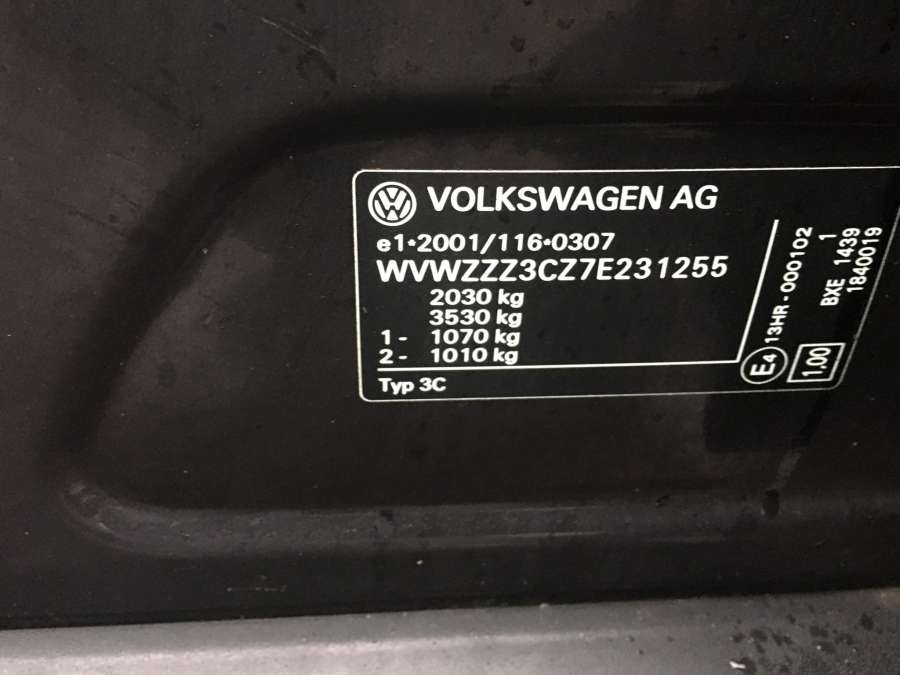 VOLKSWAGEN AG
e1*2001/116*0307
WVWZZZ3CZ7E231255
2030 kg
3530 kg
1- 1070 kg
2- 1010 kg
Typ 3C
E4 13HR-000102
1
BXE 1439
1840019
1,00